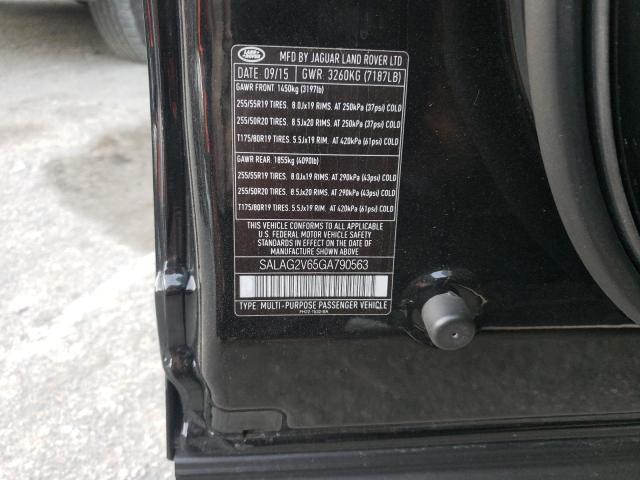 LAND ROVER
MFD BY JAGUAR LAND ROVER LTD
DATE 09/15 GWR. 3260KG (7187LB)
GAWR FRONT 1450kg (3197lb)
255/55R19 TIRES. 8.0Jx19 RIMS. AT 250kPa (37psi) COLD
255/50R20 TIRES. 8.5Jx20 RIMS. AT 250kPa (37psi) COLD
T175/80R19 TIRES. 5.5Jx19 RIM. AT 420kPa (61psi) COLD
GAWR REAR 1855kg (4090lb)
255/55R19 TIRES. 8.0Jx19 RIMS. AT 290kPa (43psi) COLD
255/50R20 TIRES. 8.5Jx20 RIMS. AT 290kPa (43psi) COLD
T175/80R19 TIRES. 5.5Jx19 RIM. AT 420kPa (61psi) COLD
THIS VEHICLE CONFORMS TO ALL APPLICABLE
U.S. FEDERAL MOTOR VEHICLE SAFETY
STANDARDS IN EFFECT ON THE DATE OF
MANUFACTURE SHOWN ABOVE
SALAG2V65GA790563
TYPE: MULTI-PURPOSE PASSENGER VEHICLE